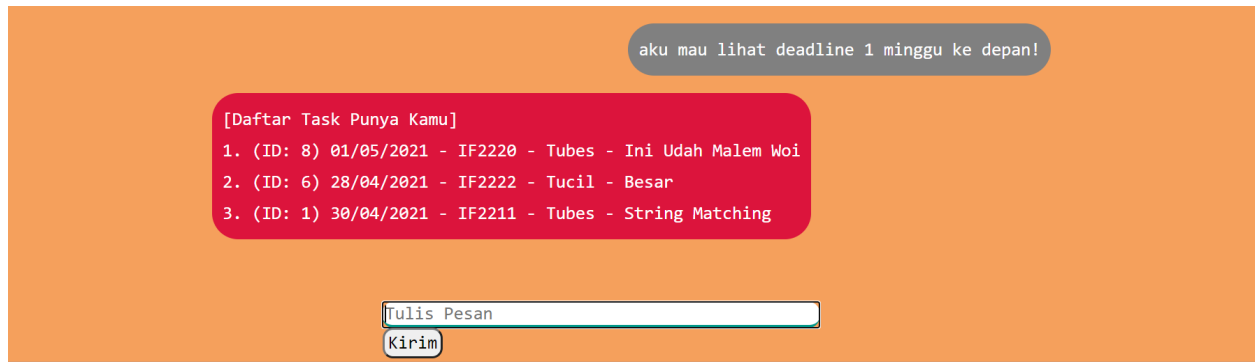 aku mau lihat deadline 1 minggu ke depan!
[Daftar Task Punya Kamu]
1. (ID: 8) 01/05/2021 - IF2220 - Tubes - Ini Udah Malem Woi
2. (ID: 6) 28/04/2021 - IF2222 - Tucil - Besar
3. (ID: 1) 30/04/2021 - IF2211 - Tubes - String Matching
Tulis Pesan
Kirim